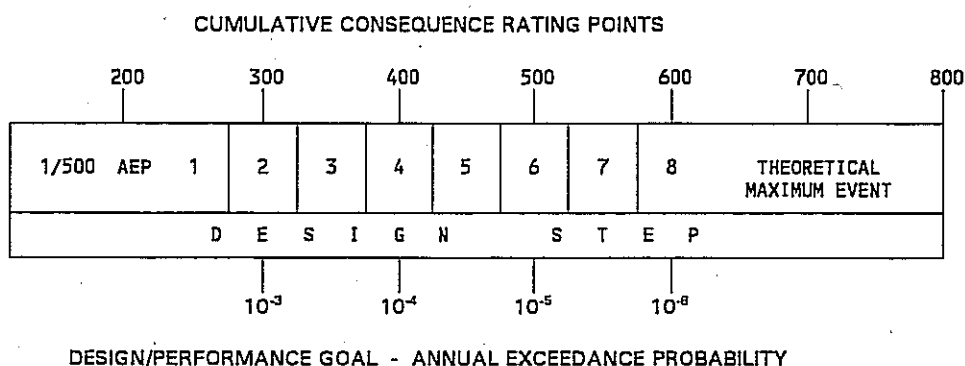 CUMULATIVE CONSEQUENCE RATING POINTS
200 300 400 500 600 700 800
1/500 AEP 1 2 3 4 5 6 7 8 THEORETICAL
MAXIMUM EVENT
D E S I G N S T E P
10⁻³ 10⁻⁴ 10⁻⁵ 10⁻⁶
DESIGN/PERFORMANCE GOAL - ANNUAL EXCEEDANCE PROBABILITY